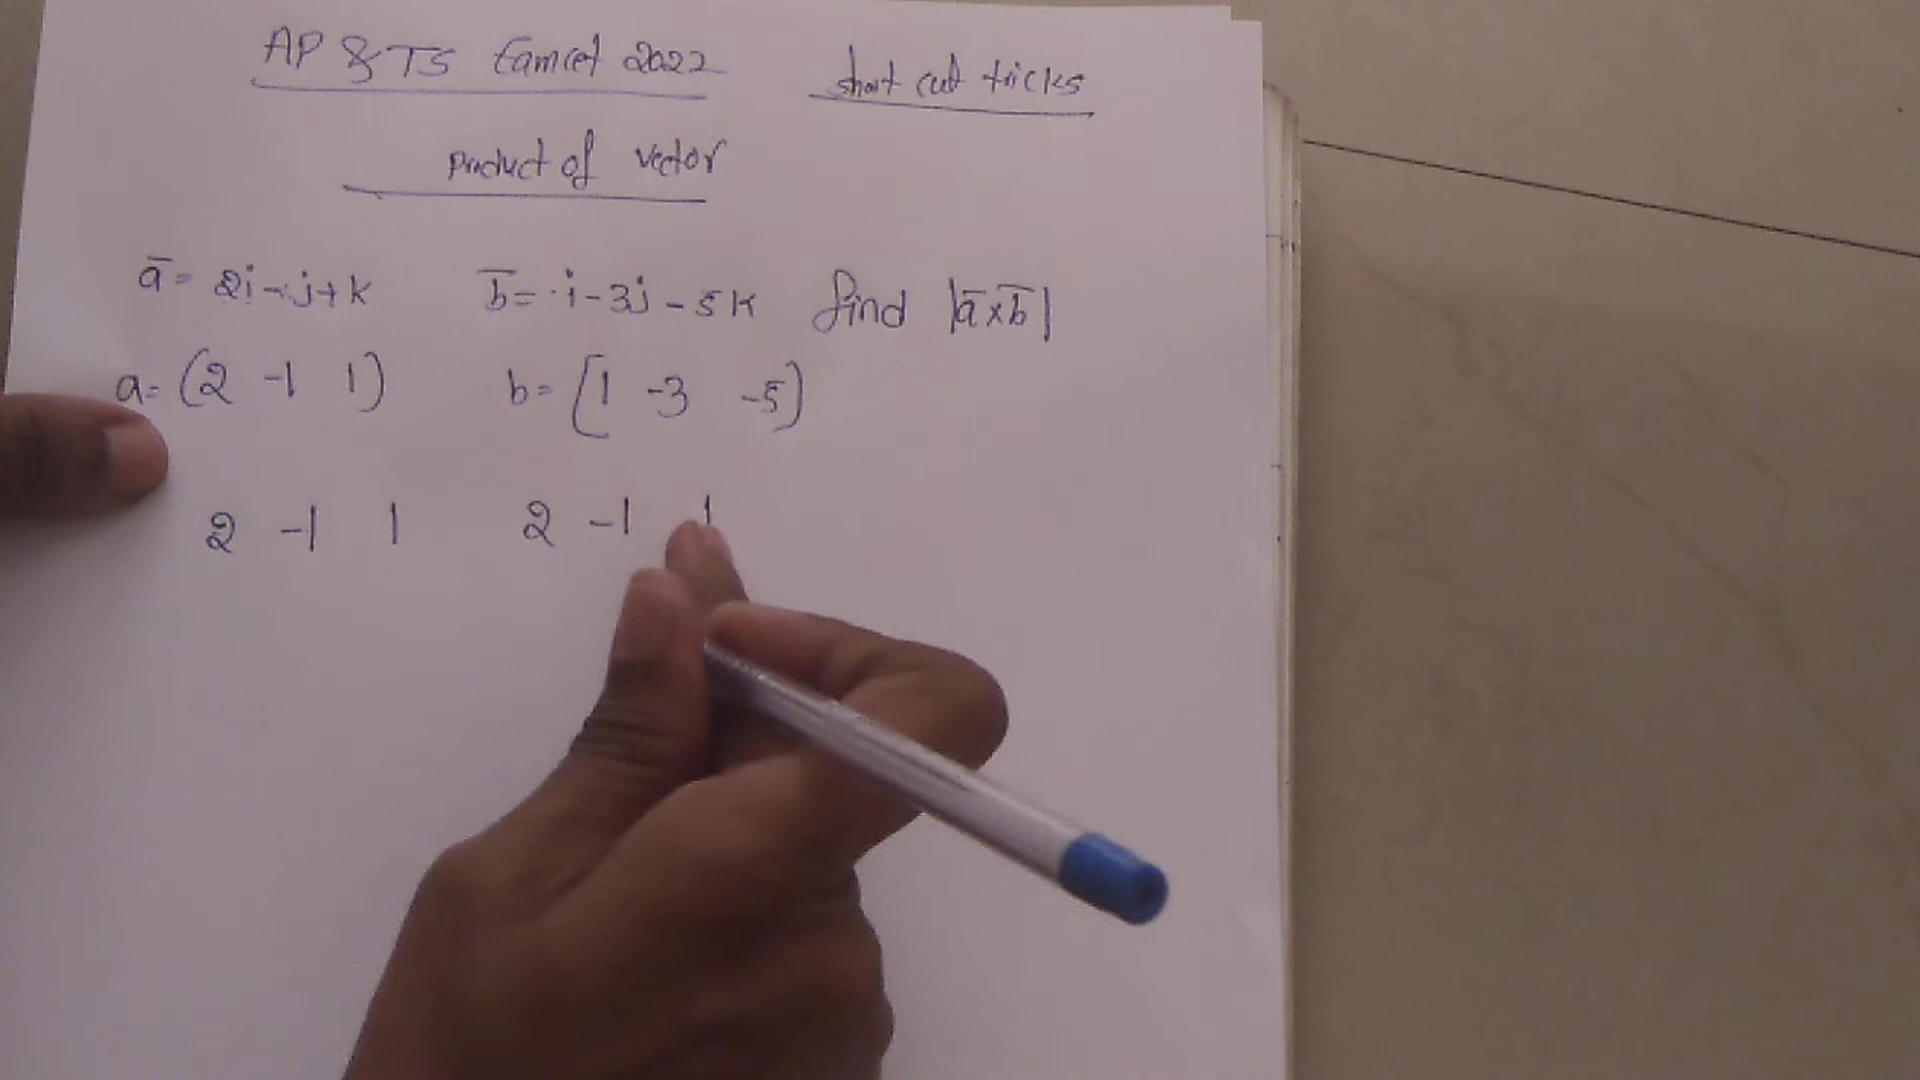 AP & TS Eamcet 2022 short cut tricks
product of vector
a̅ = 2i - j + k b̅ = i - 3j - 5k find |a̅ x b̅|
a = (2 -1 1) b = [1 -3 -5)
2 -1 1 2 -1 1